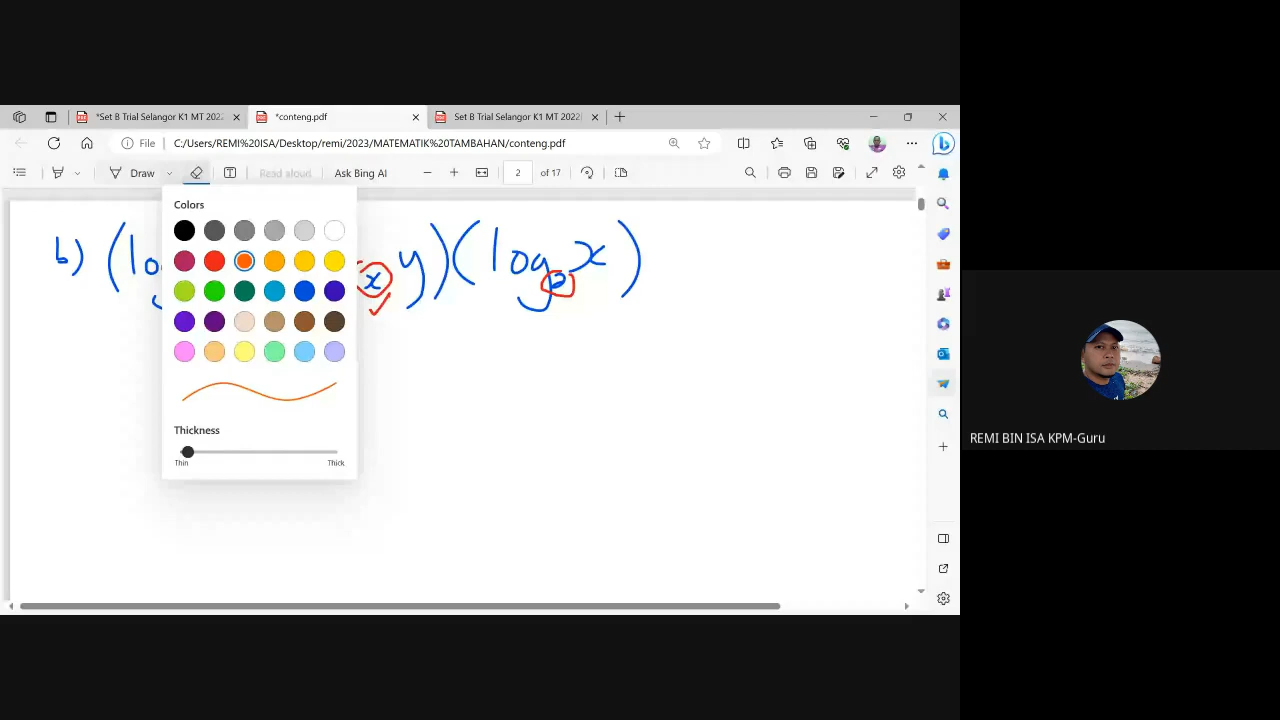 *Set B Trial Selangor K1 MT 2022
*conteng.pdf
Set B Trial Selangor K1 MT 2022
File
C:/Users/REMI%20ISA/Desktop/remi/2023/MATEMATIK%20TAMBAHAN/conteng.pdf
Draw
Read aloud
Ask Bing AI
2
of 17
Colors
b) (lo x y)(log₂x)
Thickness
Thin
Thick
REMI BIN ISA KPM-Guru